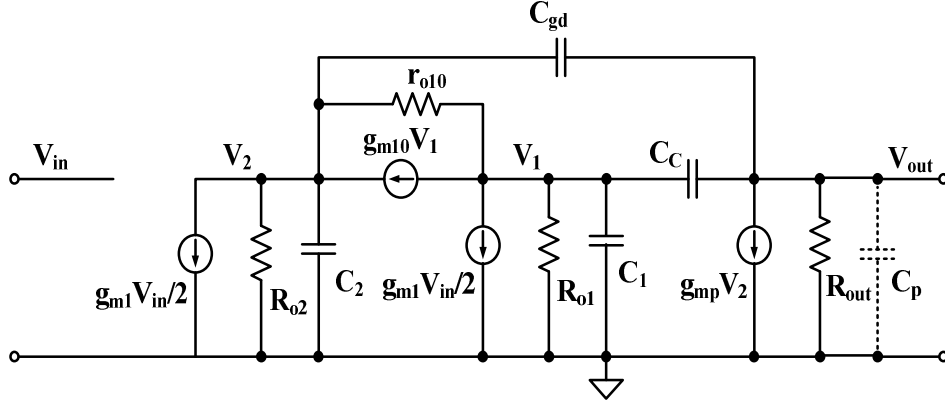 C_gd
r_o10
g_m10V_1
V_in
V_2
V_1
C_C
V_out
g_m1V_in/2
R_o2
C_2
g_m1V_in/2
R_o1
C_1
g_mpV_2
R_out
C_p